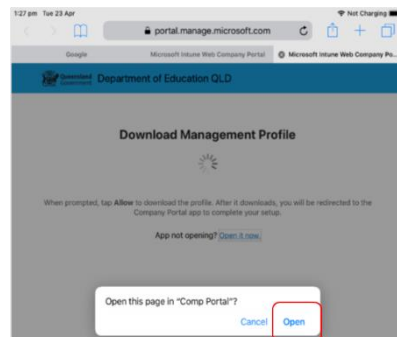 1:27 pm Tue 23 Apr
Not Charging
portal.manage.microsoft.com
Google
Microsoft Intune Web Company Portal
Microsoft Intune Web Company Po...
Queensland Government
Department of Education QLD
Download Management Profile
When prompted, tap Allow to download the profile. After it downloads, you will be redirected to the
Company Portal app to complete your setup.
App not opening? Open it now.
Open this page in “Comp Portal”?
Cancel Open